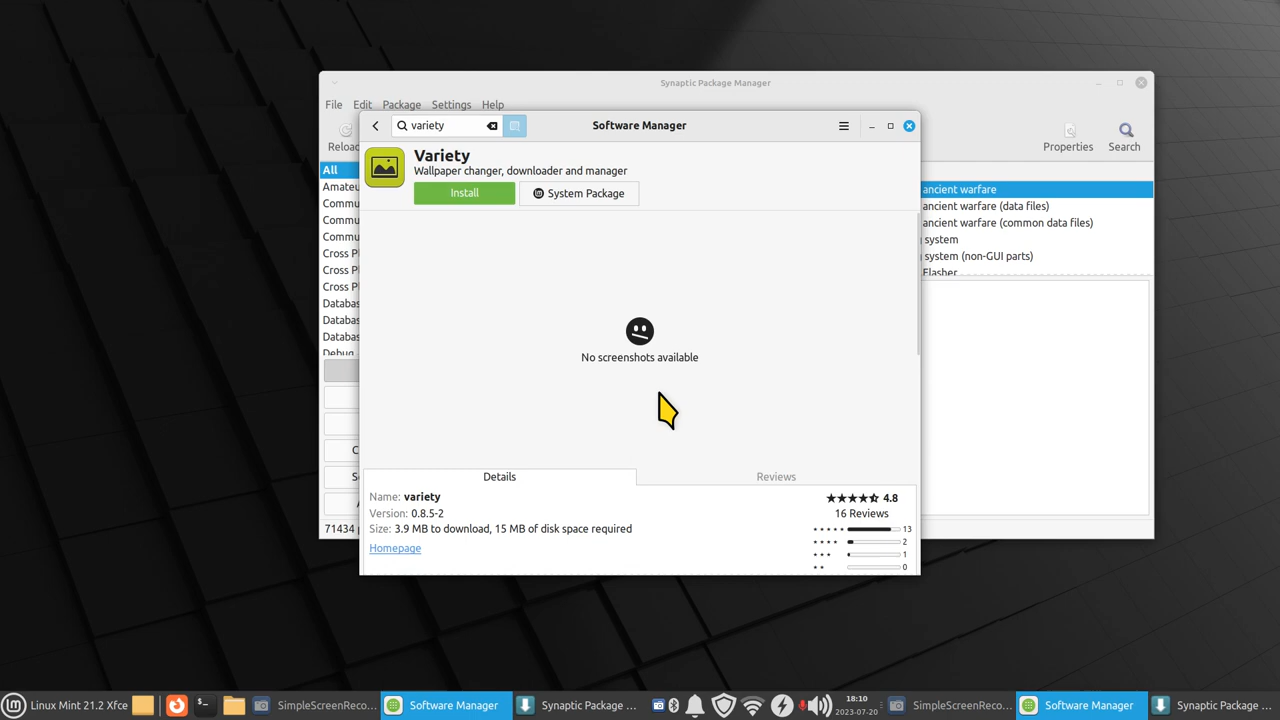 Synaptic Package Manager
File Edit Package Settings Help
Reload
Properties
Search
variety
Software Manager
Variety
Wallpaper changer, downloader and manager
Install
System Package
All
Amateu
Commu
Commu
Commu
Cross Pl
Cross Pl
Cross Pl
Databas
Databas
Databas
Debug
ancient warfare
ancient warfare (data files)
ancient warfare (common data files)
system
system (non-GUI parts)
Flasher
No screenshots available
Details
Reviews
Name: variety
Version: 0.8.5-2
Size: 3.9 MB to download, 15 MB of disk space required
Homepage
4.8
16 Reviews
13
2
1
0
71434
Linux Mint 21.2 Xfce
SimpleScreenReco...
Software Manager
Synaptic Package ...
18:10
2023-07-20
SimpleScreenReco...
Software Manager
Synaptic Package ...